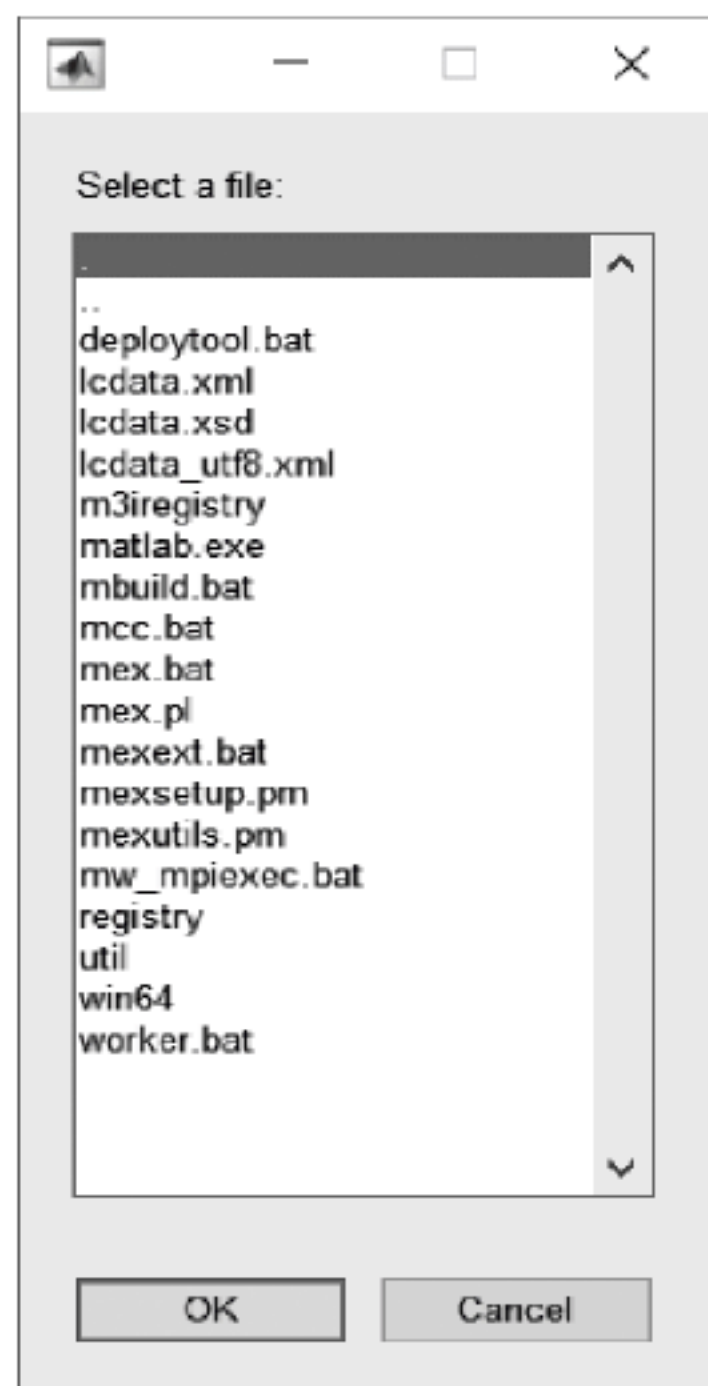 Select a file:
.
..
deploytool.bat
lcdata.xml
lcdata.xsd
lcdata_utf8.xml
m3iregistry
matlab.exe
mbuild.bat
mcc.bat
mex.bat
mex.pl
mexext.bat
mexsetup.pm
mexutils.pm
mw_mpiexec.bat
registry
util
win64
worker.bat
OK Cancel